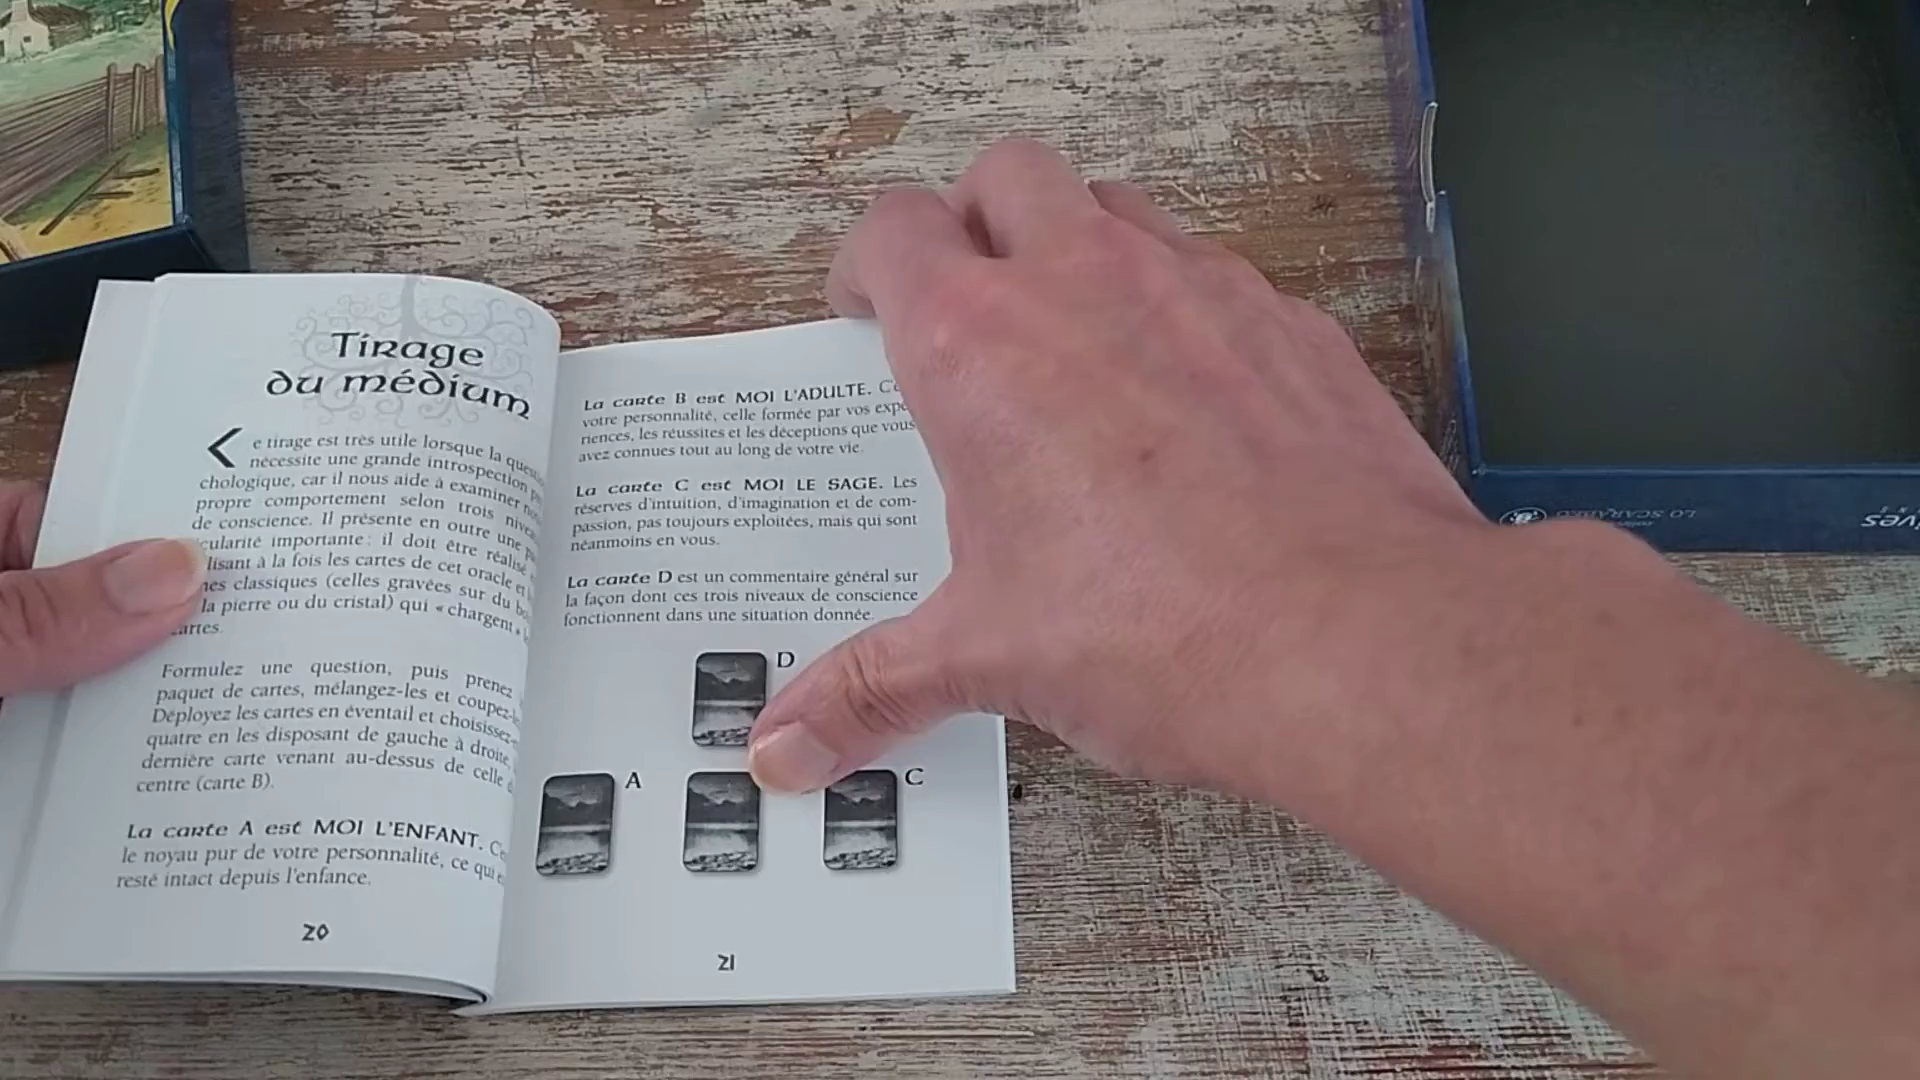 Tirage
du médium
e tirage est très utile lorsque la
nécessite une grande introspection
chologique, car il nous aide à examiner
propre comportement selon trois
de conscience. Il présente en outre une
cularité importante : il doit être réalisé
lisant à la fois les cartes de cet oracle et
nes classiques (celles gravées sur du
la pierre ou du cristal) qui « chargent »
cartes.
Formulez une question, puis prenez
paquet de cartes, mélangez-les et
Déployez les cartes en éventail et
quatre en les disposant de gauche à droite,
dernière carte venant au-dessus de celle
centre (carte B).
La carte A est MOI L'ENFANT.
le noyau pur de votre personnalité, ce qui
resté intact depuis l'enfance.
20
La carte B est MOI L'ADULTE.
votre personnalité, celle formée par vos expé-
riences, les réussites et les déceptions que vous
avez connues tout au long de votre vie.
La carte C est MOI LE SAGE. Les
réserves d'intuition, d'imagination et de com-
passion, pas toujours exploitées, mais qui sont
néanmoins en vous.
La carte D est un commentaire général sur
la façon dont ces trois niveaux de conscience
fonctionnent dans une situation donnée.
D
A
C
21
LO SCARABEO